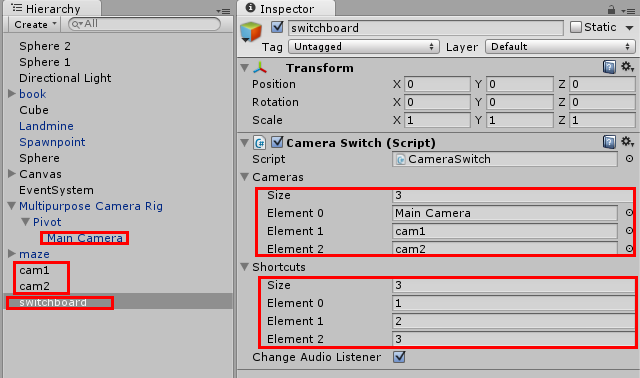 Hierarchy
Create
All
Sphere 2
Sphere 1
Directional Light
book
Cube
Landmine
Spawnpoint
Sphere
Canvas
EventSystem
Multipurpose Camera Rig
Pivot
Main Camera
maze
cam1
cam2
switchboard
Inspector
switchboard
Static
Tag Untagged Layer Default
Transform
Position X 0 Y 0 Z 0
Rotation X 0 Y 0 Z 0
Scale X 1 Y 1 Z 1
Camera Switch (Script)
Script CameraSwitch
Cameras
Size 3
Element 0 Main Camera
Element 1 cam1
Element 2 cam2
Shortcuts
Size 3
Element 0 1
Element 1 2
Element 2 3
Change Audio Listener